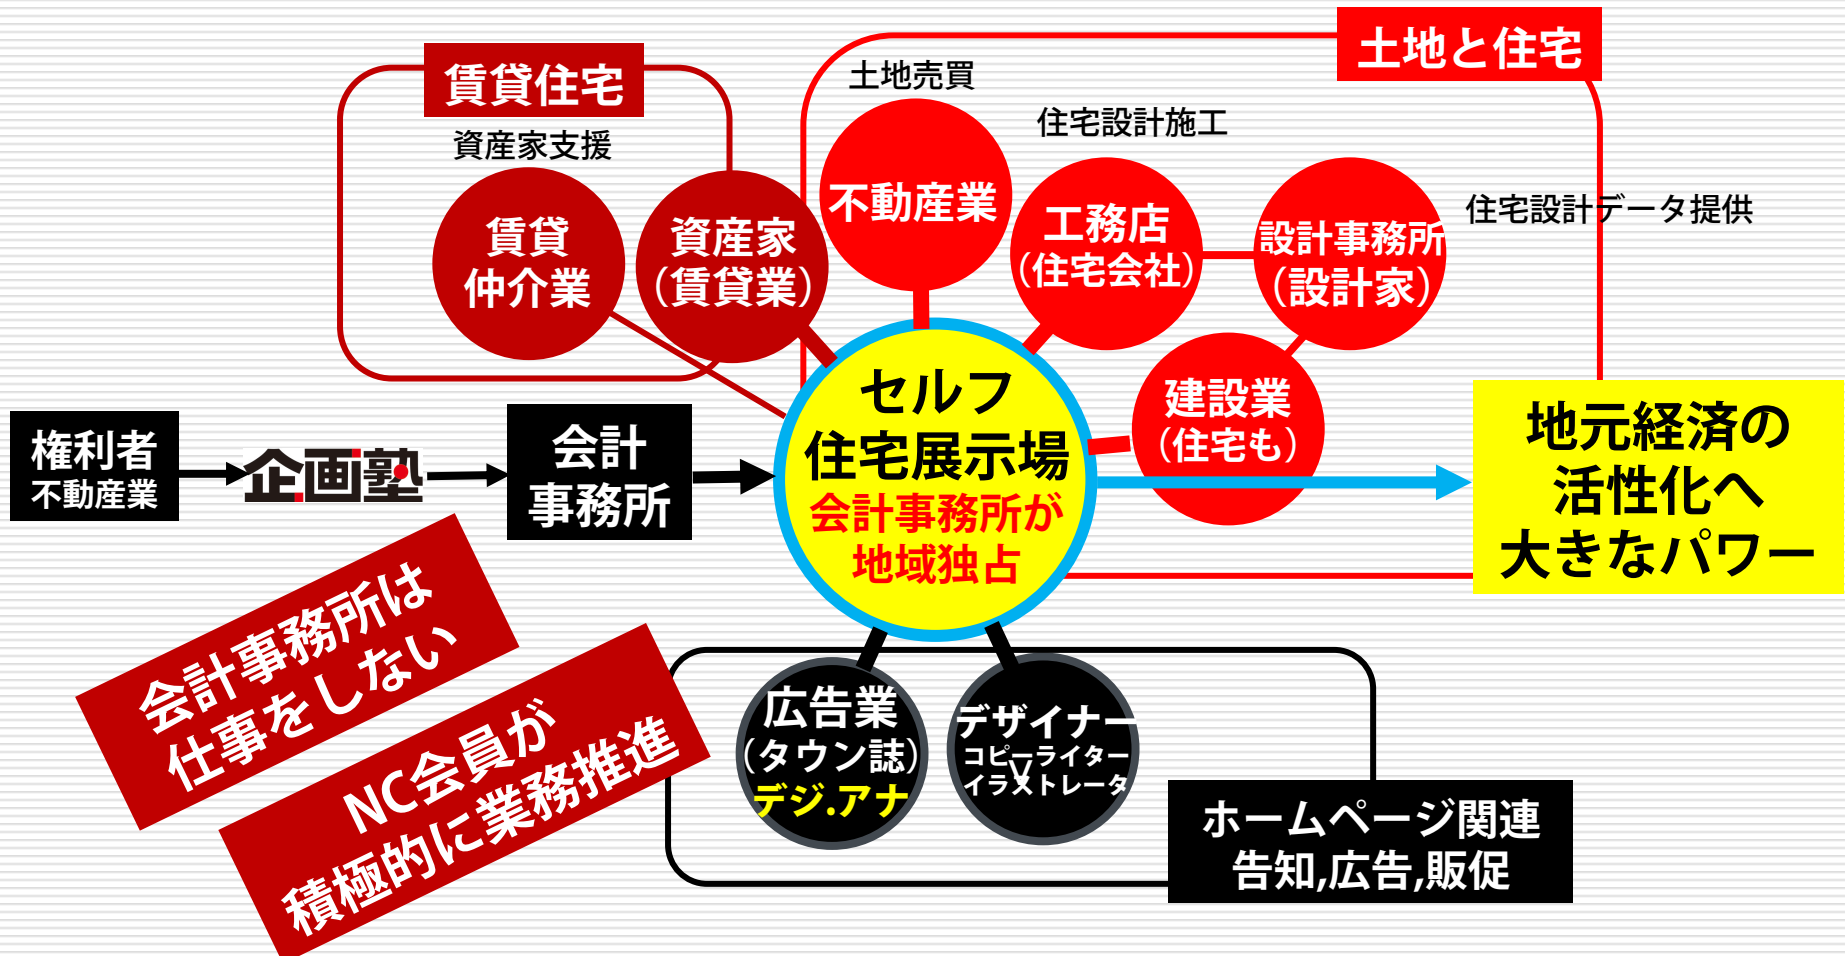 土地と住宅
賃貸住宅
土地売買
資産家支援
住宅設計施工
住宅設計データ提供
賃貸
仲介業
資産家
（賃貸業）
不動産業
工務店
（住宅会社）
設計事務所
（設計家）
建設業
（住宅も）
権利者
不動産業
企画塾
会計
事務所
セルフ
住宅展示場
会計事務所が
地域独占
地元経済の
活性化へ
大きなパワー
会計事務所は
仕事をしない
NC会員が
積極的に業務推進
広告業
（タウン誌）
デジ.アナ
デザイナー
コピーライター
イラストレータ
ホームページ関連
告知,広告,販促